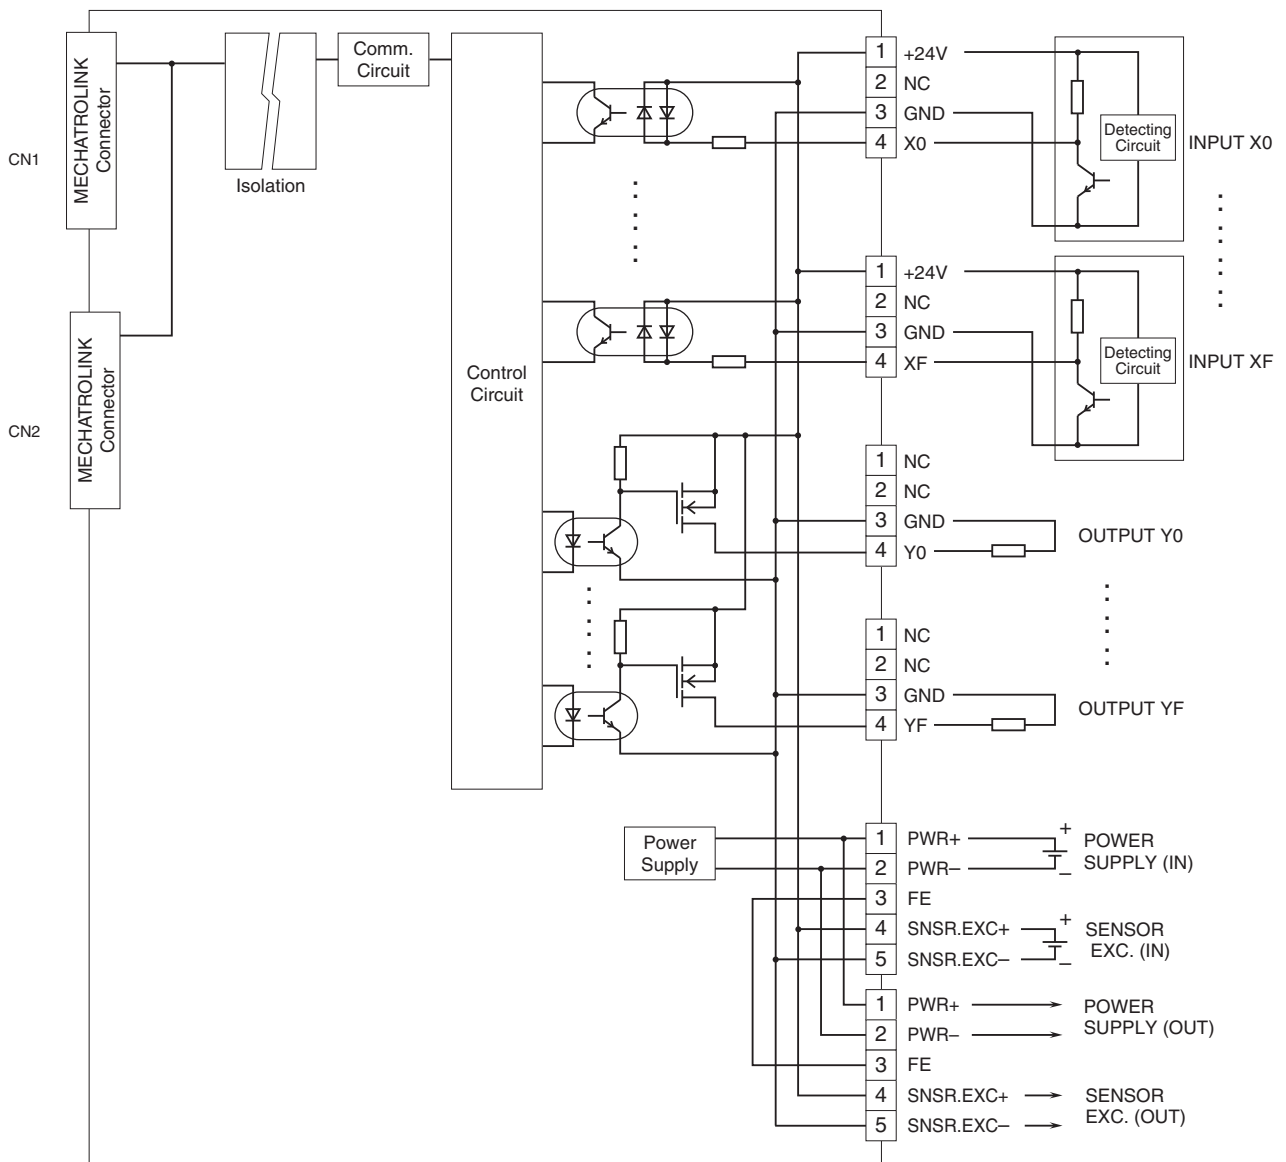 CN1
MECHATROLINK
Connector
Isolation
Comm.
Circuit
CN2
MECHATROLINK
Connector
Control
Circuit
1 +24V
2 NC
3 GND
4 X0
Detecting
Circuit
INPUT X0
1 +24V
2 NC
3 GND
4 XF
Detecting
Circuit
INPUT XF
1 NC
2 NC
3 GND
4 Y0
OUTPUT Y0
1 NC
2 NC
3 GND
4 YF
OUTPUT YF
Power
Supply
1 PWR+
2 PWR–
3 FE
4 SNSR.EXC+
5 SNSR.EXC–
+
–
POWER
SUPPLY (IN)
+
–
SENSOR
EXC. (IN)
1 PWR+
2 PWR–
3 FE
4 SNSR.EXC+
5 SNSR.EXC–
POWER
SUPPLY (OUT)
SENSOR
EXC. (OUT)